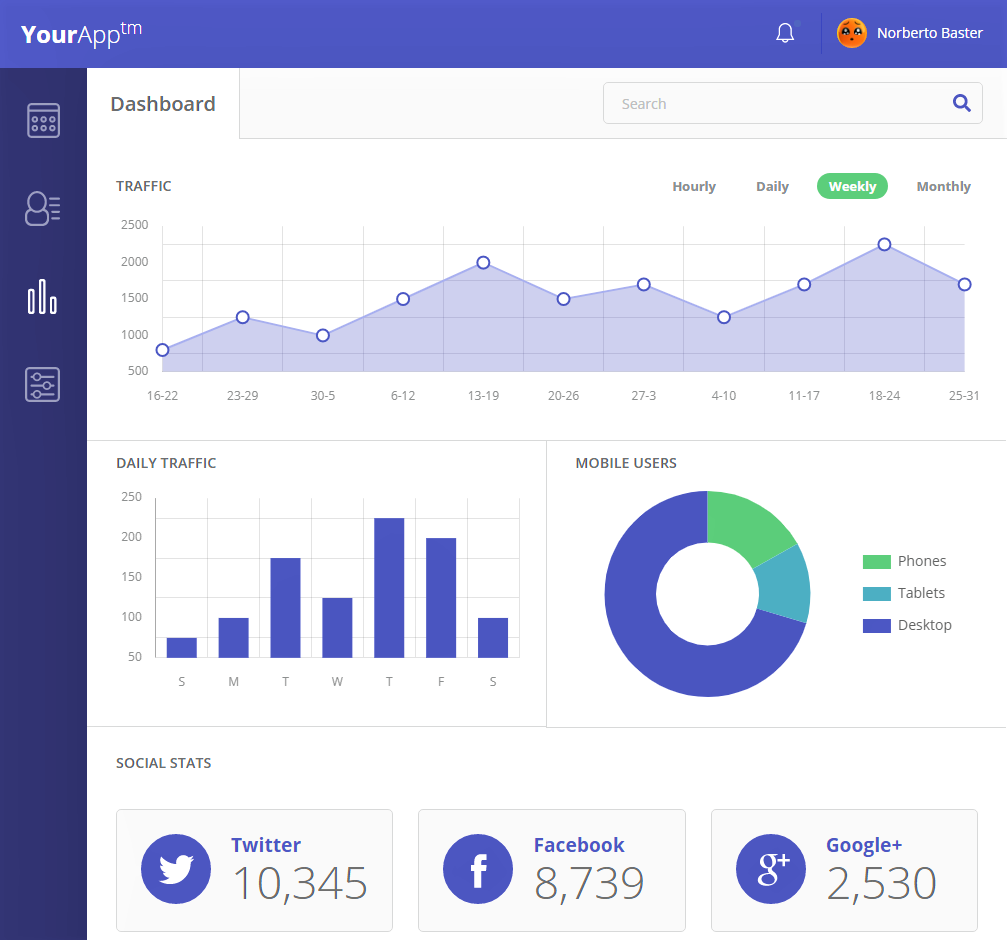 YourApp™
Norberto Baster
Dashboard
Search
TRAFFIC
Hourly Daily Weekly Monthly
2500
2000
1500
1000
500
16-22 23-29 30-5 6-12 13-19 20-26 27-3 4-10 11-17 18-24 25-31
DAILY TRAFFIC
250
200
150
100
50
S M T W T F S
MOBILE USERS
Phones
Tablets
Desktop
SOCIAL STATS
Twitter
10,345
Facebook
8,739
Google+
2,530